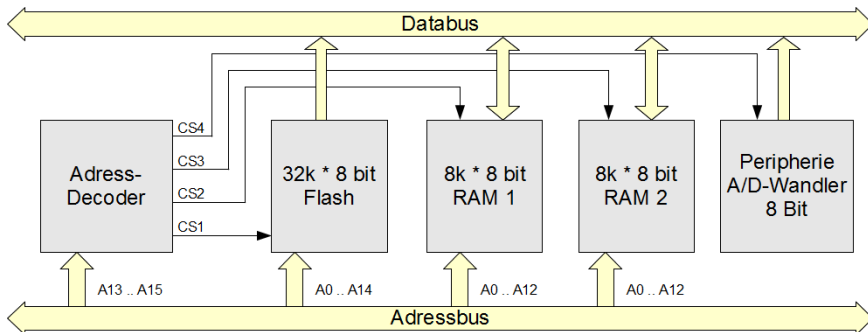 Databus
CS4
CS3
CS2
CS1
Adress-
Decoder
32k * 8 bit
Flash
8k * 8 bit
RAM 1
8k * 8 bit
RAM 2
Peripherie
A/D-Wandler
8 Bit
A13 .. A15
A0 .. A14
A0 .. A12
A0 .. A12
Adressbus